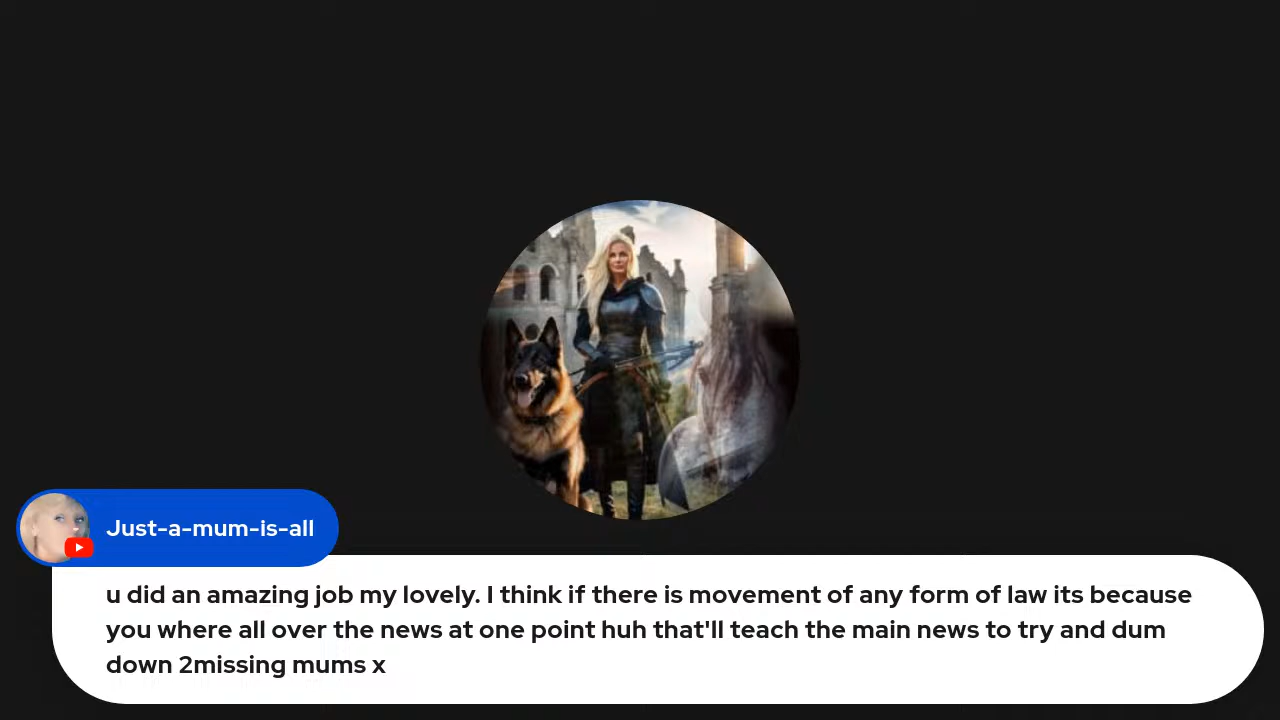 Just-a-mum-is-all
u did an amazing job my lovely. I think if there is movement of any form of law its because
you where all over the news at one point huh that'll teach the main news to try and dum
down 2missing mums x